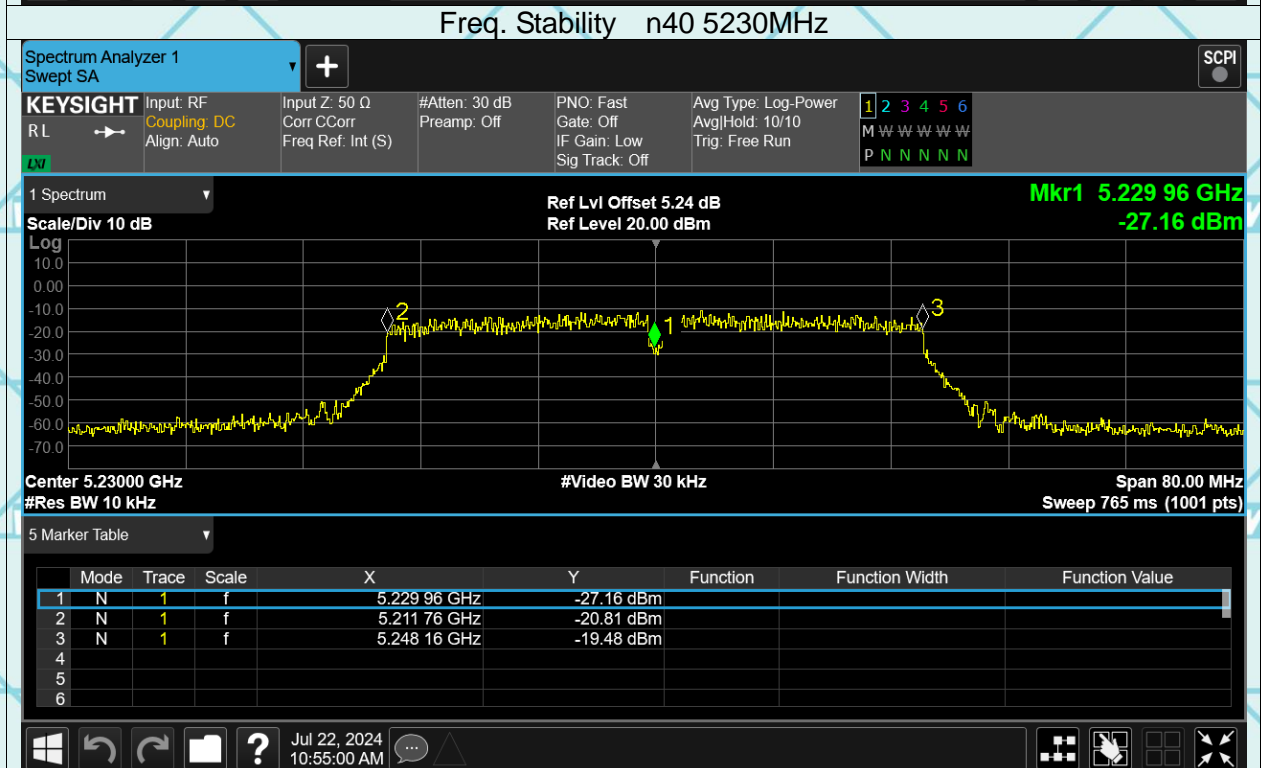 Freq. Stability n40 5230MHz
Spectrum Analyzer 1
Swept SA
+
SCPI
KEYSIGHT
R L
LXI
Input: RF
Coupling: DC
Align: Auto
Input Z: 50 Ω
Corr CCorr
Freq Ref: Int (S)
#Atten: 30 dB
Preamp: Off
PNO: Fast
Gate: Off
IF Gain: Low
Sig Track: Off
Avg Type: Log-Power
Avg|Hold: 10/10
Trig: Free Run
1 2 3 4 5 6
M W W W W W
P N N N N N
1 Spectrum
Scale/Div 10 dB
Ref Lvl Offset 5.24 dB
Ref Level 20.00 dBm
Mkr1 5.229 96 GHz
-27.16 dBm
Log
10.0
0.00
-10.0
-20.0
-30.0
-40.0
-50.0
-60.0
-70.0
2
1
3
Center 5.23000 GHz
#Res BW 10 kHz
#Video BW 30 kHz
Span 80.00 MHz
Sweep 765 ms (1001 pts)
5 Marker Table
Mode Trace Scale X Y Function Function Width Function Value
1 N 1 f 5.229 96 GHz -27.16 dBm
2 N 1 f 5.211 76 GHz -20.81 dBm
3 N 1 f 5.248 16 GHz -19.48 dBm
4
5
6
?
Jul 22, 2024
10:55:00 AM